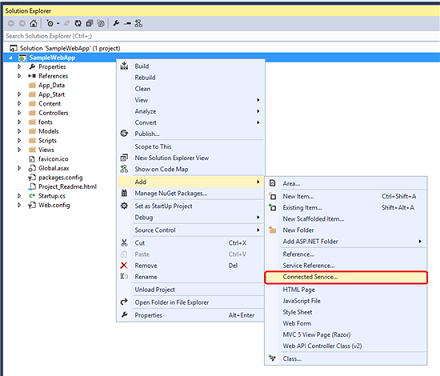 Solution Explorer
Search Solution Explorer (Ctrl+;)
Solution 'SampleWebApp' (1 project)
SampleWebApp
Properties
References
App_Data
App_Start
Content
Controllers
fonts
Models
Scripts
Views
favicon.ico
Global.asax
packages.config
Project_Readme.html
Startup.cs
Web.config
Build
Rebuild
Clean
View
Analyze
Convert
Publish...
Scope to This
New Solution Explorer View
Show on Code Map
Add
Manage NuGet Packages...
Set as StartUp Project
Debug
Source Control
Cut Ctrl+X
Paste Ctrl+V
Remove Del
Rename
Unload Project
Open Folder in File Explorer
Properties Alt+Enter
Area...
New Item... Ctrl+Shift+A
Existing Item... Shift+Alt+A
New Scaffolded Item...
New Folder
Add ASP.NET Folder
Reference...
Service Reference...
Connected Service...
HTML Page
JavaScript File
Style Sheet
Web Form
MVC 5 View Page (Razor)
Web API Controller Class (v2)
Class...